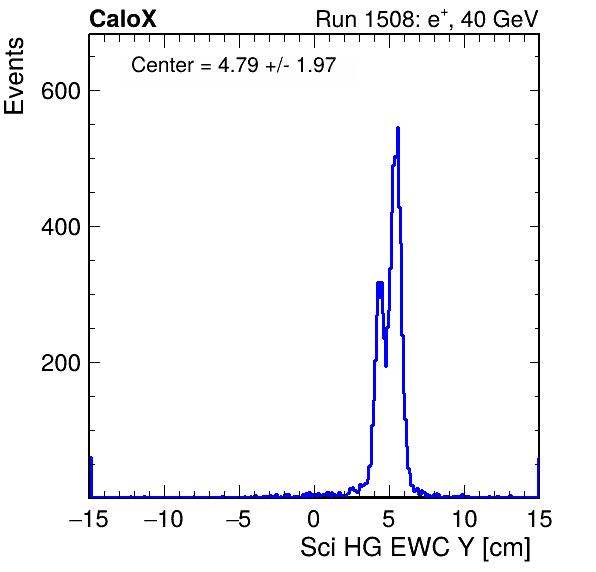 CaloX Run 1508: e⁺, 40 GeV
Center = 4.79 +/- 1.97
Events
600
400
200
−15 −10 −5 0 5 10 15
Sci HG EWC Y [cm]